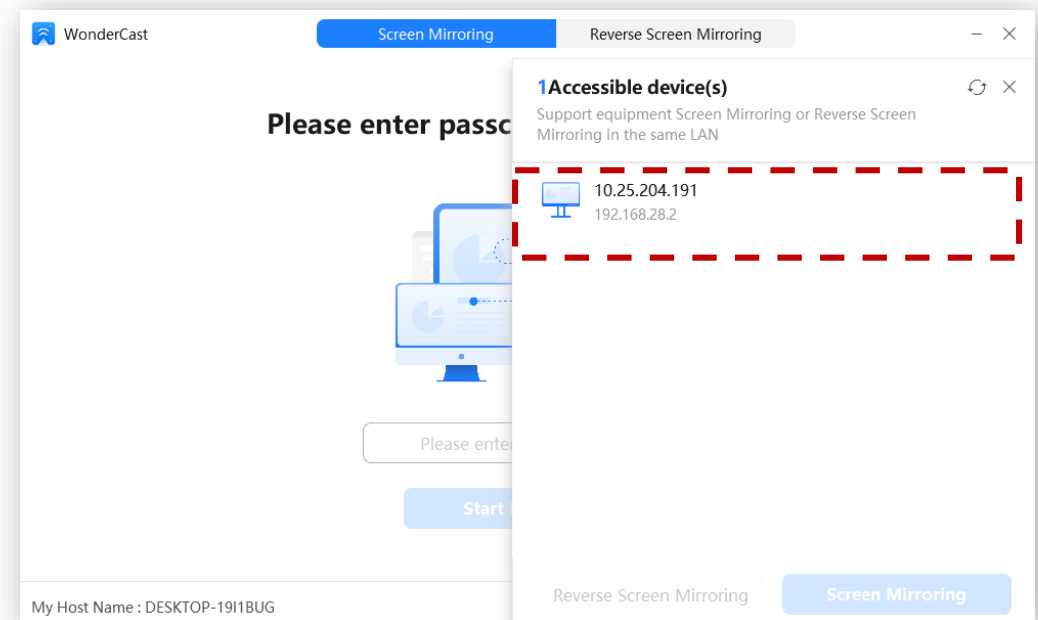 WonderCast
Screen Mirroring
Reverse Screen Mirroring
Please enter passc
1Accessible device(s)
Support equipment Screen Mirroring or Reverse Screen
Mirroring in the same LAN
10.25.204.191
192.168.28.2
Please ente
Start
Reverse Screen Mirroring
Screen Mirroring
My Host Name : DESKTOP-19I1BUG